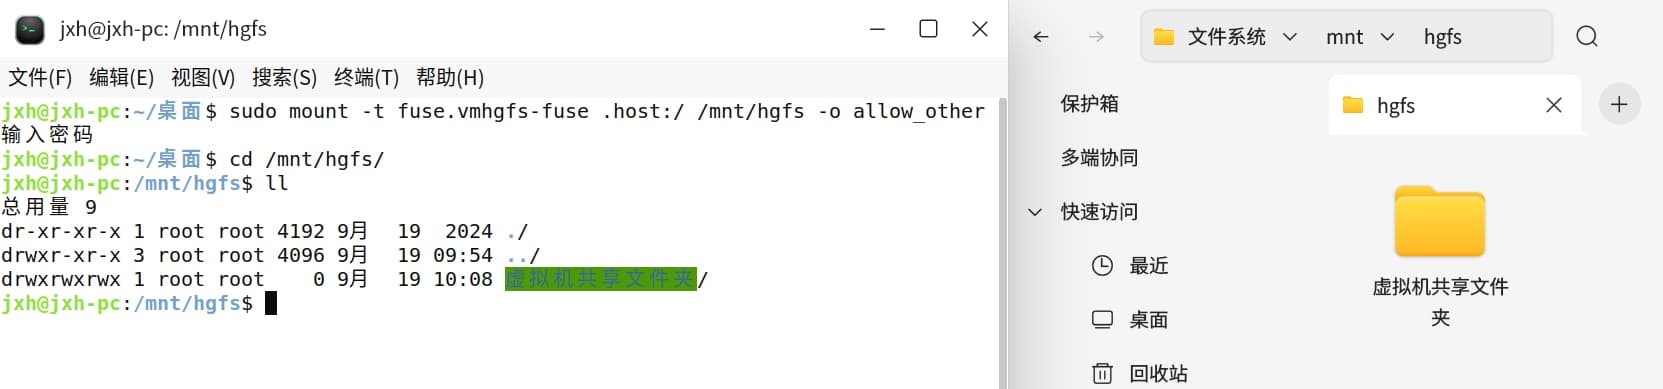 jxh@jxh-pc: /mnt/hgfs
文件(F) 编辑(E) 视图(V) 搜索(S) 终端(T) 帮助(H)
jxh@jxh-pc:~/桌面$ sudo mount -t fuse.vmhgfs-fuse .host:/ /mnt/hgfs -o allow_other
输入密码
jxh@jxh-pc:~/桌面$ cd /mnt/hgfs/
jxh@jxh-pc:/mnt/hgfs$ ll
总用量 9
dr-xr-xr-x 1 root root 4192 9月  19  2024 ./
drwxr-xr-x 3 root root 4096 9月  19 09:54 ../
drwxrwxrwx 1 root root    0 9月  19 10:08 虚拟机共享文件夹/
jxh@jxh-pc:/mnt/hgfs$
文件系统 mnt hgfs
保护箱
多端协同
快速访问
最近
桌面
回收站
hgfs
虚拟机共享文件
夹